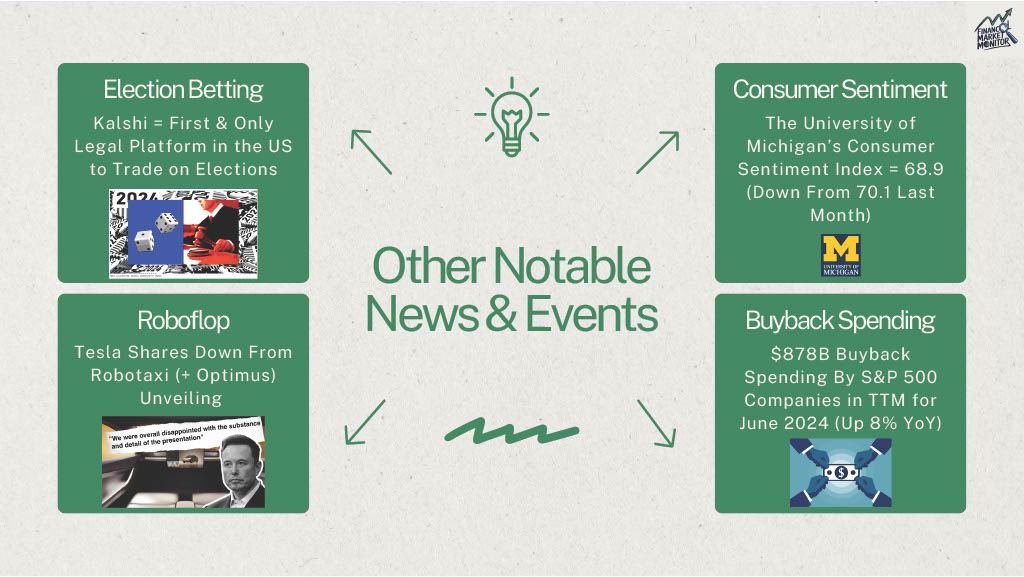 FINANCIAL
MARKET
MONITOR
Election Betting
Kalshi = First & Only
Legal Platform in the US
to Trade on Elections
2024
Roboflop
Tesla Shares Down From
Robotaxi (+ Optimus)
Unveiling
"We were overall disappointed with the substance
and detail of the presentation"
Other Notable
News & Events
Consumer Sentiment
The University of
Michigan's Consumer
Sentiment Index = 68.9
(Down From 70.1 Last
Month)
M
UNIVERSITY OF
MICHIGAN
Buyback Spending
$878B Buyback
Spending By S&P 500
Companies in TTM for
June 2024 (Up 8% YoY)
$